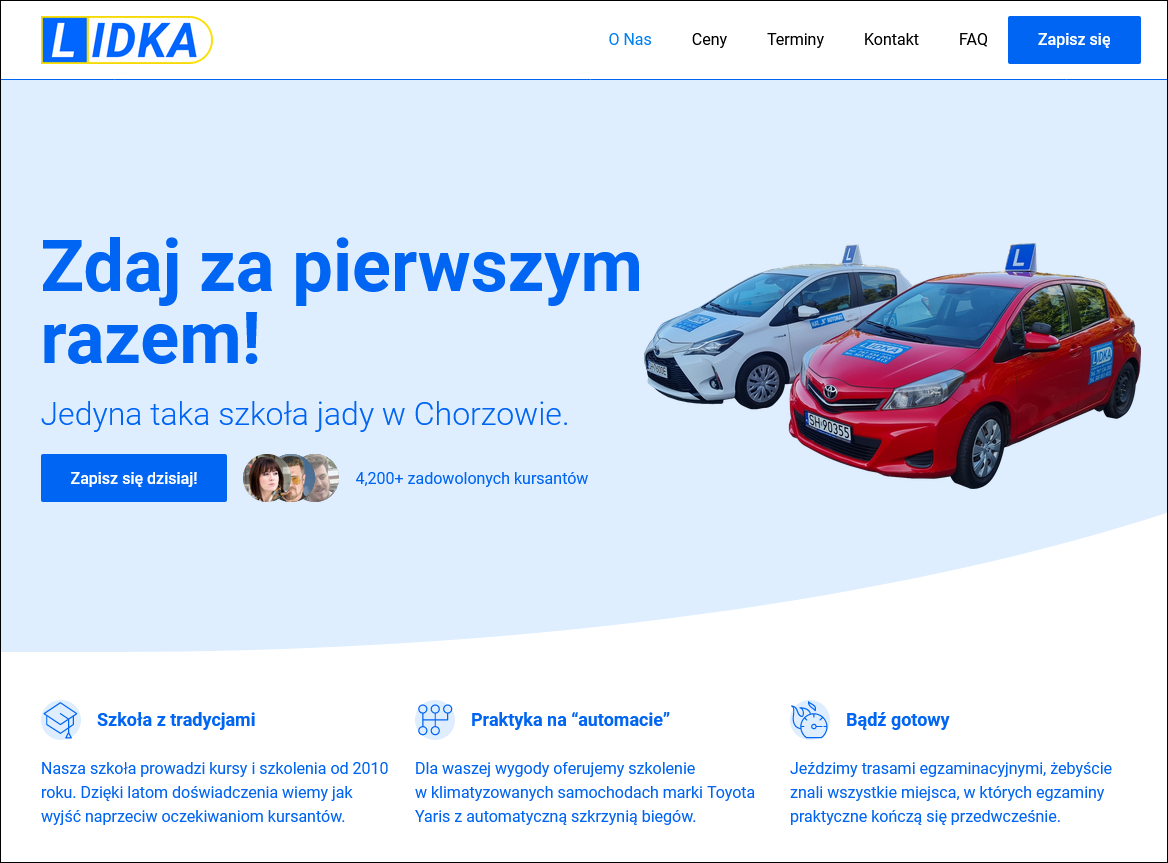 LIDKA
O Nas
Ceny
Terminy
Kontakt
FAQ
Zapisz się
Zdaj za pierwszym
razem!
Jedyna taka szkoła jady w Chorzowie.
Zapisz się dzisiaj!
4,200+ zadowolonych kursantów
L
L
LIDKA
LIDKA
SH·90355
Szkoła z tradycjami
Nasza szkoła prowadzi kursy i szkolenia od 2010
roku. Dzięki latom doświadczenia wiemy jak
wyjść naprzeciw oczekiwaniom kursantów.
Praktyka na “automacie”
Dla waszej wygody oferujemy szkolenie
w klimatyzowanych samochodach marki Toyota
Yaris z automatyczną szkrzynią biegów.
Bądź gotowy
Jeździmy trasami egzaminacyjnymi, żebyście
znali wszystkie miejsca, w których egzaminy
praktyczne kończą się przedwcześnie.